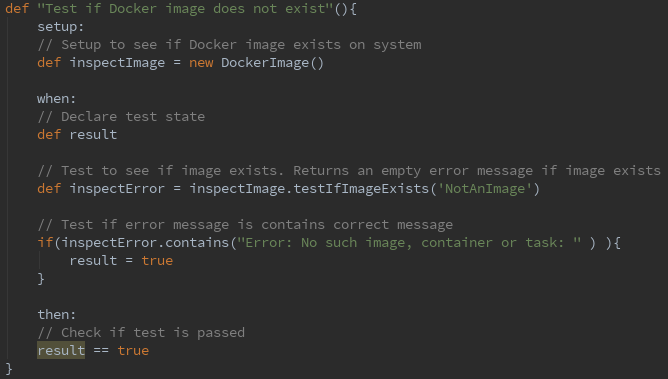 def "Test if Docker image does not exist"(){
    setup:
    // Setup to see if Docker image exists on system
    def inspectImage = new DockerImage()

    when:
    // Declare test state
    def result

    // Test to see if image exists. Returns an empty error message if image exists
    def inspectError = inspectImage.testIfImageExists('NotAnImage')

    // Test if error message is contains correct message
    if(inspectError.contains("Error: No such image, container or task: " ) ){
        result = true
    }

    then:
    // Check if test is passed
    result == true
}